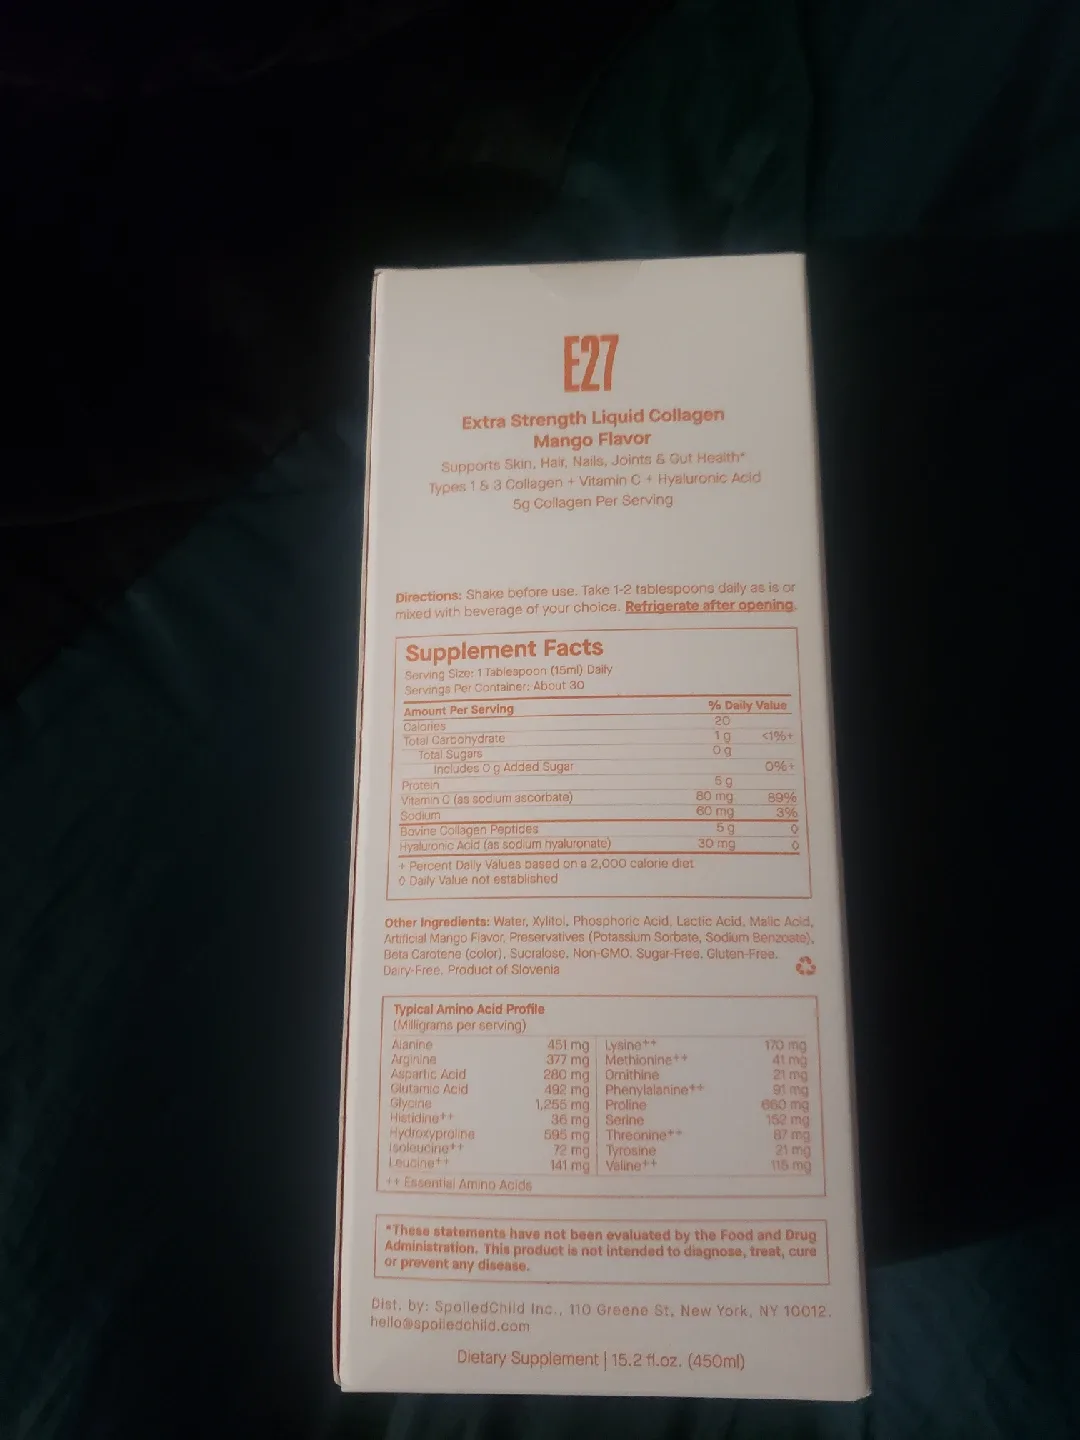 E27
Extra Strength Liquid Collagen
Mango Flavor
Supports Skin, Hair, Nails, Joints & Gut Health*
Types 1 & 3 Collagen + Vitamin C + Hyaluronic Acid
5g Collagen Per Serving
Directions: Shake before use. Take 1-2 tablespoons daily as is or
mixed with beverage of your choice. Refrigerate after opening.
Supplement Facts
Serving Size: 1 Tablespoon (15ml) Daily
Servings Per Container: About 30
Amount Per Serving % Daily Value
Calories 20
Total Carbohydrate 1 g <1%+
Total Sugars 0 g
Includes 0 g Added Sugar 0%+
Protein 5 g
Vitamin C (as sodium ascorbate) 80 mg 89%
Sodium 60 mg 3%
Bovine Collagen Peptides 5 g ◊
Hyaluronic Acid (as sodium hyaluronate) 30 mg ◊
+ Percent Daily Values based on a 2,000 calorie diet
◊ Daily Value not established
Other Ingredients: Water, Xylitol, Phosphoric Acid, Lactic Acid, Malic Acid,
Artificial Mango Flavor, Preservatives (Potassium Sorbate, Sodium Benzoate),
Beta Carotene (color), Sucralose. Non-GMO. Sugar-Free. Gluten-Free.
Dairy-Free. Product of Slovenia
Typical Amino Acid Profile
(Milligrams per serving)
Alanine 451 mg Lysine++ 170 mg
Arginine 377 mg Methionine++ 41 mg
Aspartic Acid 280 mg Ornithine 21 mg
Glutamic Acid 492 mg Phenylalanine++ 91 mg
Glycine 1,255 mg Proline 660 mg
Histidine++ 36 mg Serine 152 mg
Hydroxyproline 595 mg Threonine++ 87 mg
Isoleucine++ 72 mg Tyrosine 21 mg
Leucine++ 141 mg Valine++ 115 mg
++ Essential Amino Acids
*These statements have not been evaluated by the Food and Drug
Administration. This product is not intended to diagnose, treat, cure
or prevent any disease.
Dist. by: SpoiledChild Inc., 110 Greene St, New York, NY 10012.
hello@spoiledchild.com
Dietary Supplement | 15.2 fl.oz. (450ml)